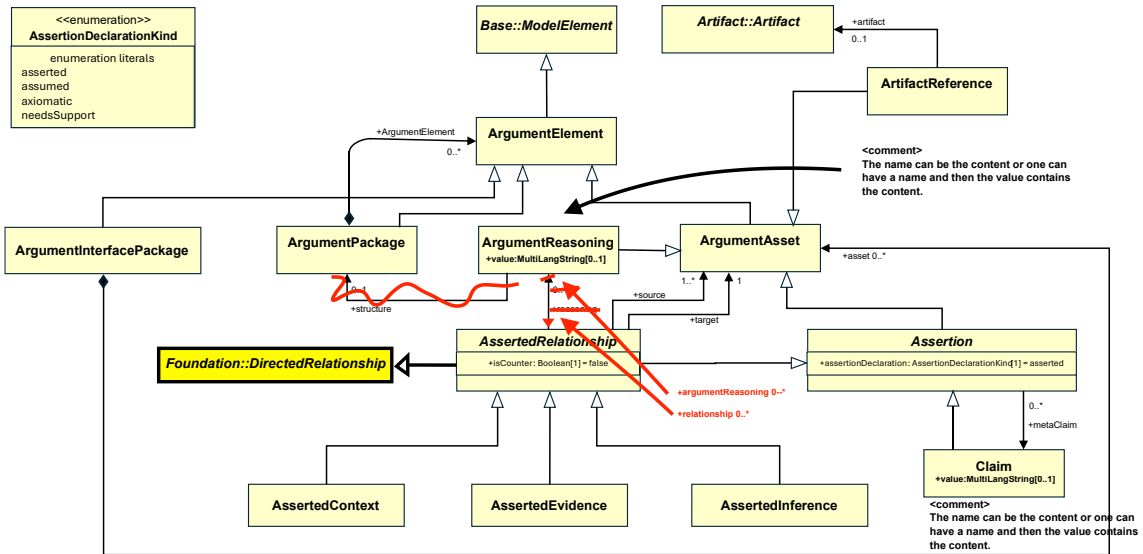 <<enumeration>>
AssertionDeclarationKind
enumeration literals
asserted
assumed
axiomatic
needsSupport
Base::ModelElement
Artifact::Artifact
+artifact
0..1
ArtifactReference
+ArgumentElement
0..*
ArgumentElement
<comment>
The name can be the content or one can
have a name and then the value contains
the content.
ArgumentInterfacePackage
ArgumentPackage
ArgumentReasoning
+value:MultiLangString[0..1]
ArgumentAsset
+asset 0..*
0..1
+structure
+reasoning
1..*
+source
1
+target
AssertedRelationship
+isCounter: Boolean[1] = false
Foundation::DirectedRelationship
Assertion
+assertionDeclaration: AssertionDeclarationKind[1] = asserted
+argumentReasoning 0--*
+relationship 0..*
0..*
+metaClaim
Claim
+value:MultiLangString[0..1]
AssertedContext
AssertedEvidence
AssertedInference
<comment>
The name can be the content or one can
have a name and then the value contains
the content.